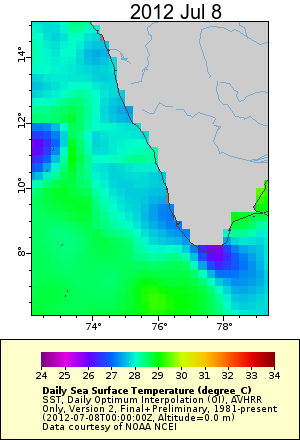 2012 Jul 8
14°
12°
10°
8°
74°
76°
78°
24 25 26 27 28 29 30 31 32 33 34
Daily Sea Surface Temperature (degree_C)
SST, Daily Optimum Interpolation (OI), AVHRR
Only, Version 2, Final+Preliminary, 1981-present
(2012-07-08T00:00:00Z, Altitude=0.0 m)
Data courtesy of NOAA NCEI